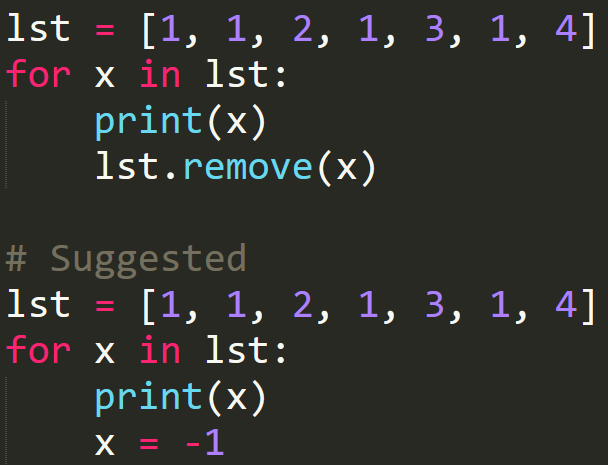 lst = [1, 1, 2, 1, 3, 1, 4]
for x in lst:
    print(x)
    lst.remove(x)

# Suggested
lst = [1, 1, 2, 1, 3, 1, 4]
for x in lst:
    print(x)
    x = -1